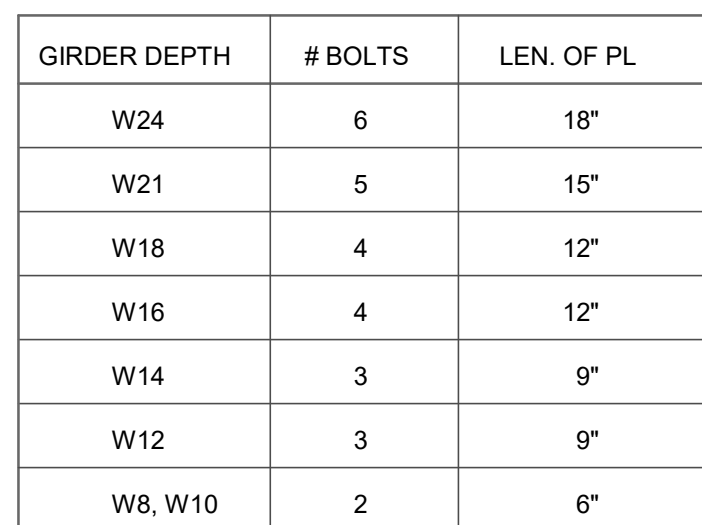 GIRDER DEPTH # BOLTS LEN. OF PL
W24 6 18"
W21 5 15"
W18 4 12"
W16 4 12"
W14 3 9"
W12 3 9"
W8, W10 2 6"